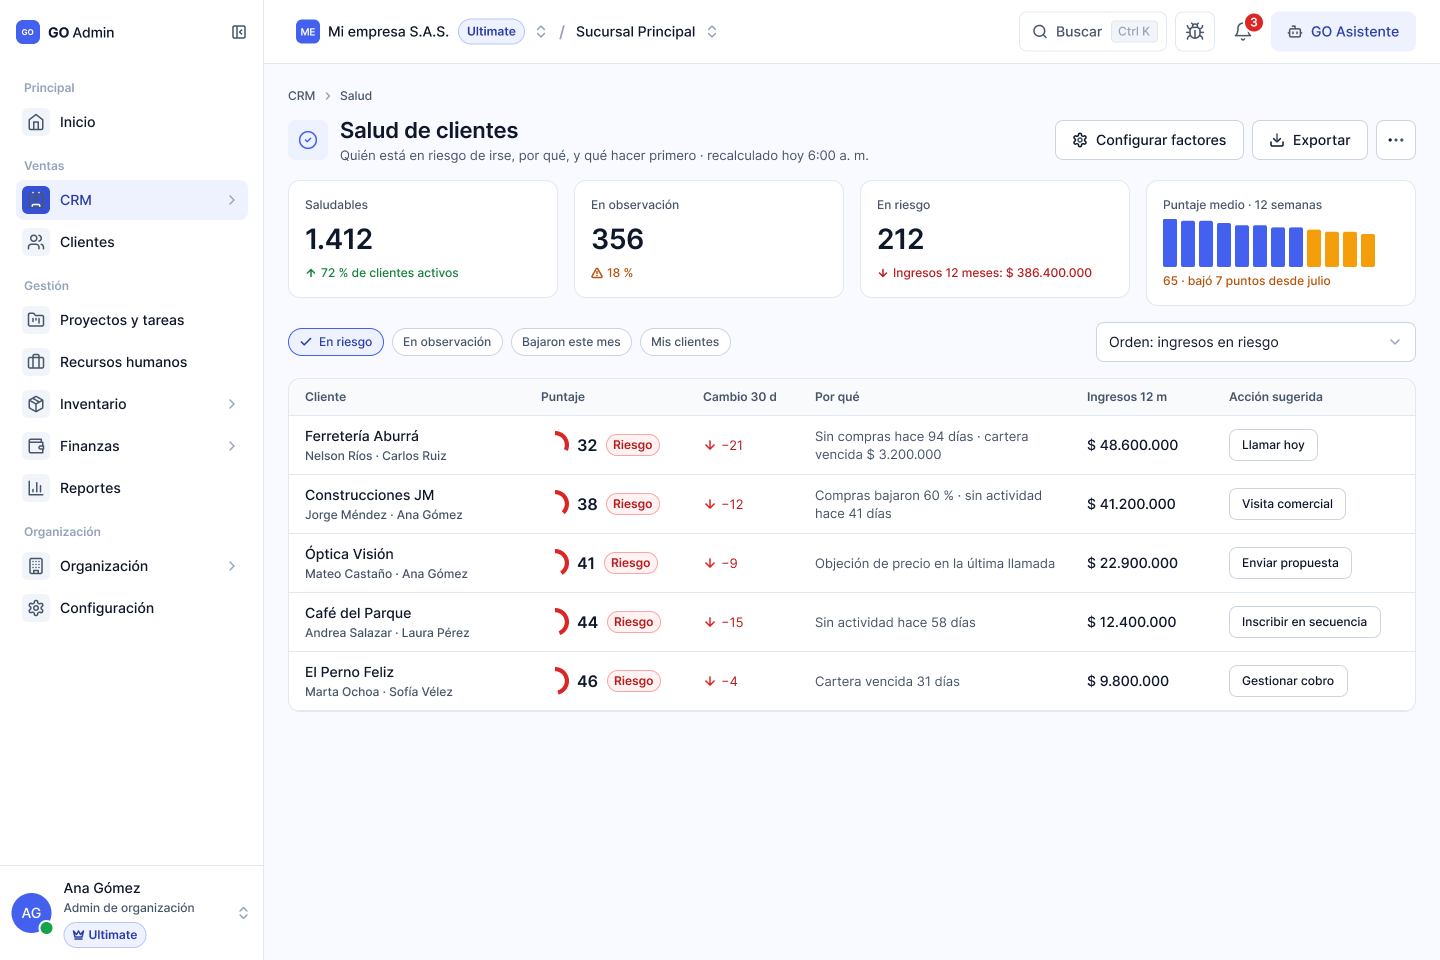 GO
GO Admin
Principal
Inicio
Ventas
CRM
Clientes
Gestión
Proyectos y tareas
Recursos humanos
Inventario
Finanzas
Reportes
Organización
Organización
Configuración
AG
Ana Gómez
Admin de organización
Ultimate
ME
Mi empresa S.A.S.
Ultimate
/
Sucursal Principal
Buscar
Ctrl K
3
GO Asistente
CRM
Salud
Salud de clientes
Quién está en riesgo de irse, por qué, y qué hacer primero · recalculado hoy 6:00 a. m.
Configurar factores
Exportar
Saludables
1.412
72 % de clientes activos
En observación
356
18 %
En riesgo
212
Ingresos 12 meses: $ 386.400.000
Puntaje medio · 12 semanas
65 · bajó 7 puntos desde julio
En riesgo
En observación
Bajaron este mes
Mis clientes
Orden: ingresos en riesgo
Cliente
Puntaje
Cambio 30 d
Por qué
Ingresos 12 m
Acción sugerida
Ferretería Aburrá
Nelson Ríos · Carlos Ruiz
32
Riesgo
−21
Sin compras hace 94 días · cartera
vencida $ 3.200.000
$ 48.600.000
Llamar hoy
Construcciones JM
Jorge Méndez · Ana Gómez
38
Riesgo
−12
Compras bajaron 60 % · sin actividad
hace 41 días
$ 41.200.000
Visita comercial
Óptica Visión
Mateo Castaño · Ana Gómez
41
Riesgo
−9
Objeción de precio en la última llamada
$ 22.900.000
Enviar propuesta
Café del Parque
Andrea Salazar · Laura Pérez
44
Riesgo
−15
Sin actividad hace 58 días
$ 12.400.000
Inscribir en secuencia
El Perno Feliz
Marta Ochoa · Sofía Vélez
46
Riesgo
−4
Cartera vencida 31 días
$ 9.800.000
Gestionar cobro